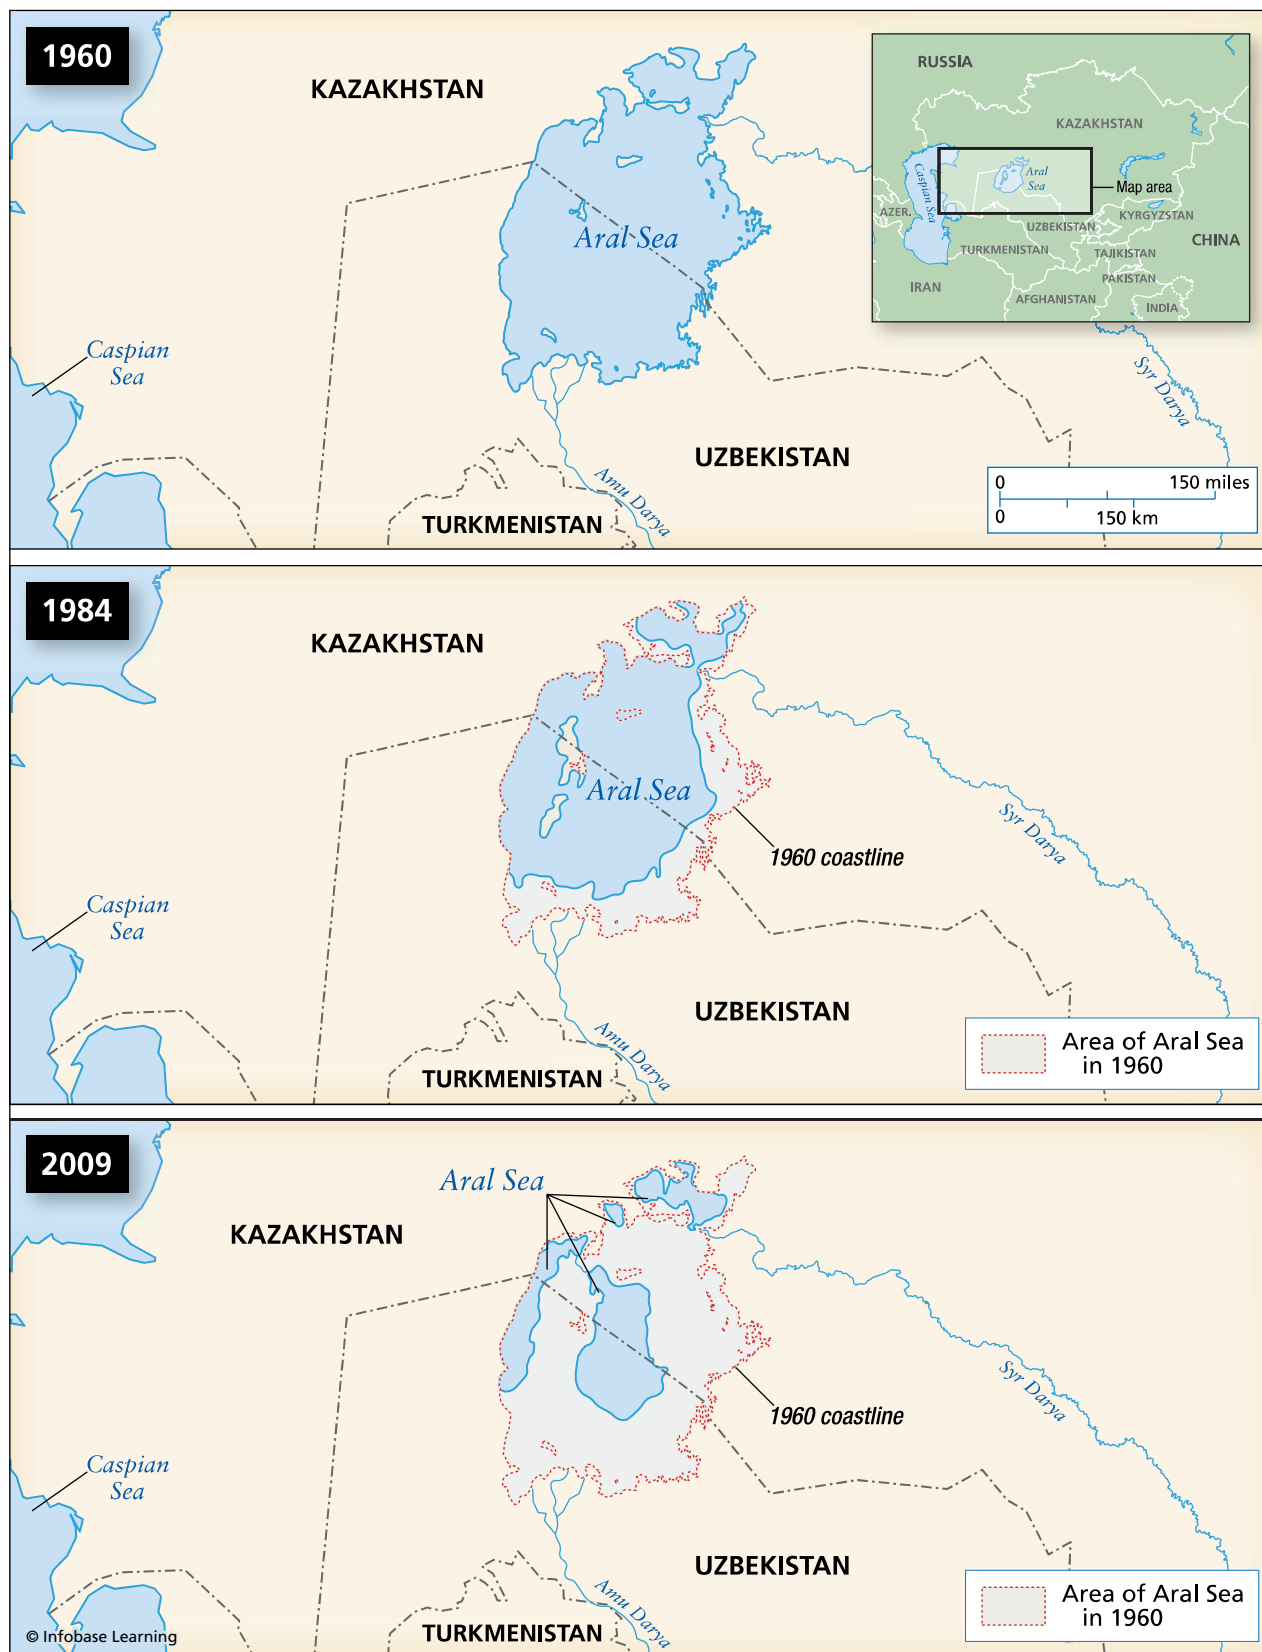 1960
KAZAKHSTAN
Aral Sea
Caspian
Sea
UZBEKISTAN
TURKMENISTAN
Amu Darya
Syr Darya
RUSSIA
KAZAKHSTAN
Caspian Sea
Aral
Sea
Map area
AZER.
UZBEKISTAN
KYRGYZSTAN
TURKMENISTAN
TAJIKISTAN
CHINA
IRAN
AFGHANISTAN
PAKISTAN
INDIA
0 150 miles
0 150 km
1984
KAZAKHSTAN
Aral Sea
1960 coastline
Syr Darya
Caspian
Sea
UZBEKISTAN
TURKMENISTAN
Amu Darya
Area of Aral Sea
in 1960
2009
Aral Sea
KAZAKHSTAN
1960 coastline
Syr Darya
Caspian
Sea
UZBEKISTAN
TURKMENISTAN
Amu Darya
Area of Aral Sea
in 1960
© Infobase Learning